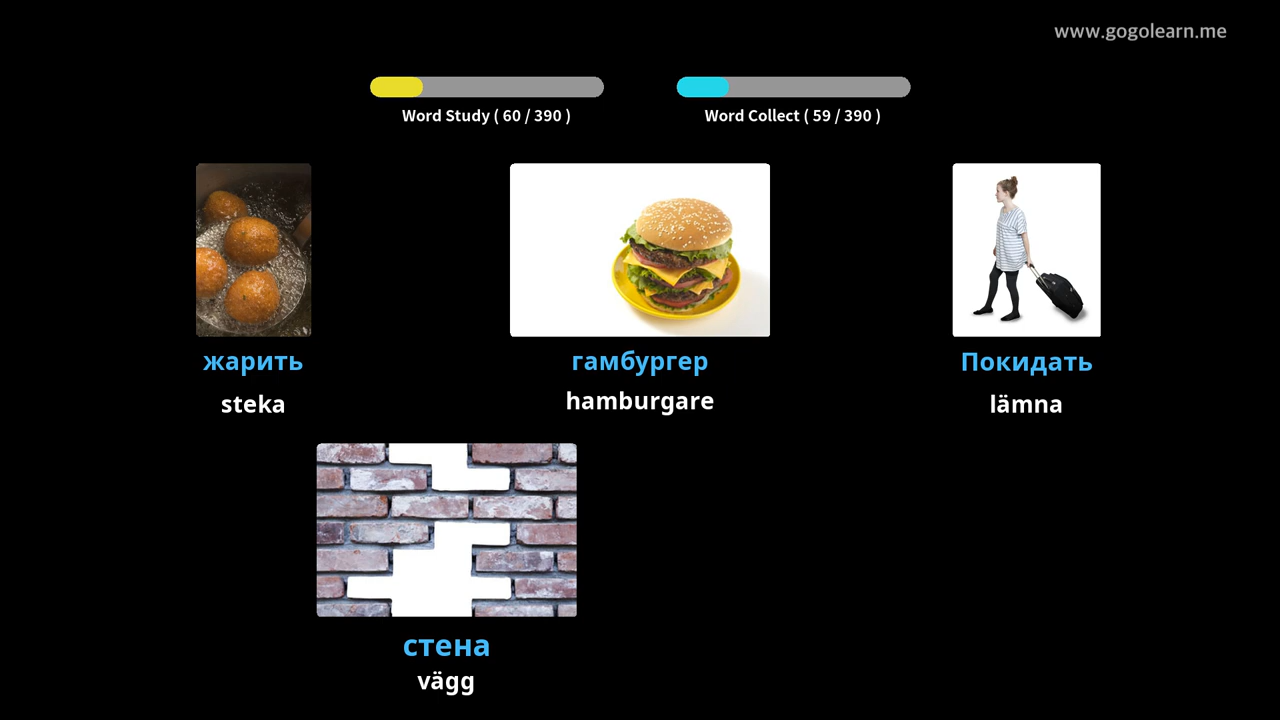 www.gogolearn.me
Word Study ( 60 / 390 )
Word Collect ( 59 / 390 )
жарить
steka
гамбургер
hamburgare
Покидать
lämna
стена
vägg